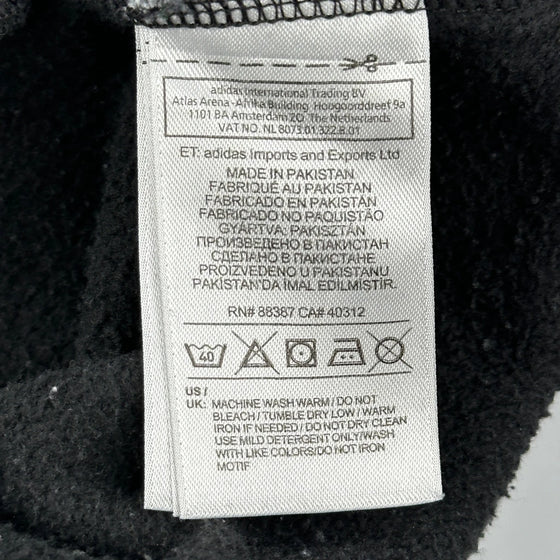 adidas International Trading BV
Atlas Arena -Afrika Building Hoogoorddreef 9a
1101 BA Amsterdam ZO The Netherlands
VAT NO. NL 8073.01.322.B.01
ET: adidas Imports and Exports Ltd
MADE IN PAKISTAN
FABRIQUÉ AU PAKISTAN
FABRICADO EN PAKISTÁN
FABRICADO NO PAQUISTÃO
GYÁRTVA: PAKISZTÁN
ПРОИЗВЕДЕНО В ПАКИСТАН
СДЕЛАНО В ПАКИСТАНЕ
PROIZVEDENO U PAKISTANU
PAKİSTAN'DA İMAL EDİLMİŞTİR.
RN# 88387 CA# 40312
40
US /
UK: MACHINE WASH WARM / DO NOT
BLEACH / TUMBLE DRY LOW / WARM
IRON IF NEEDED / DO NOT DRY CLEAN
USE MILD DETERGENT ONLY/WASH
WITH LIKE COLORS/DO NOT IRON
MOTIF